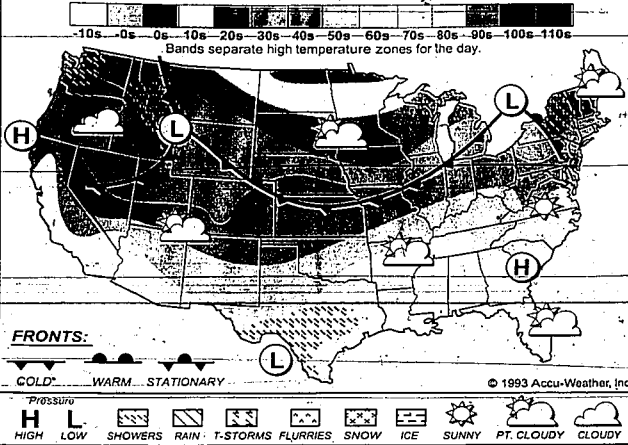 -10s -0s 0s 10s 20s 30s 40s 50s 60s 70s 80s 90s 100s 110s
Bands separate high temperature zones for the day.
L
H
L
H
L
FRONTS:
COLD WARM STATIONARY
© 1993 Accu-Weather, Inc
Pressure
H L
HIGH LOW SHOWERS RAIN T-STORMS FLURRIES SNOW ICE SUNNY PT. CLOUDY CLOUDY